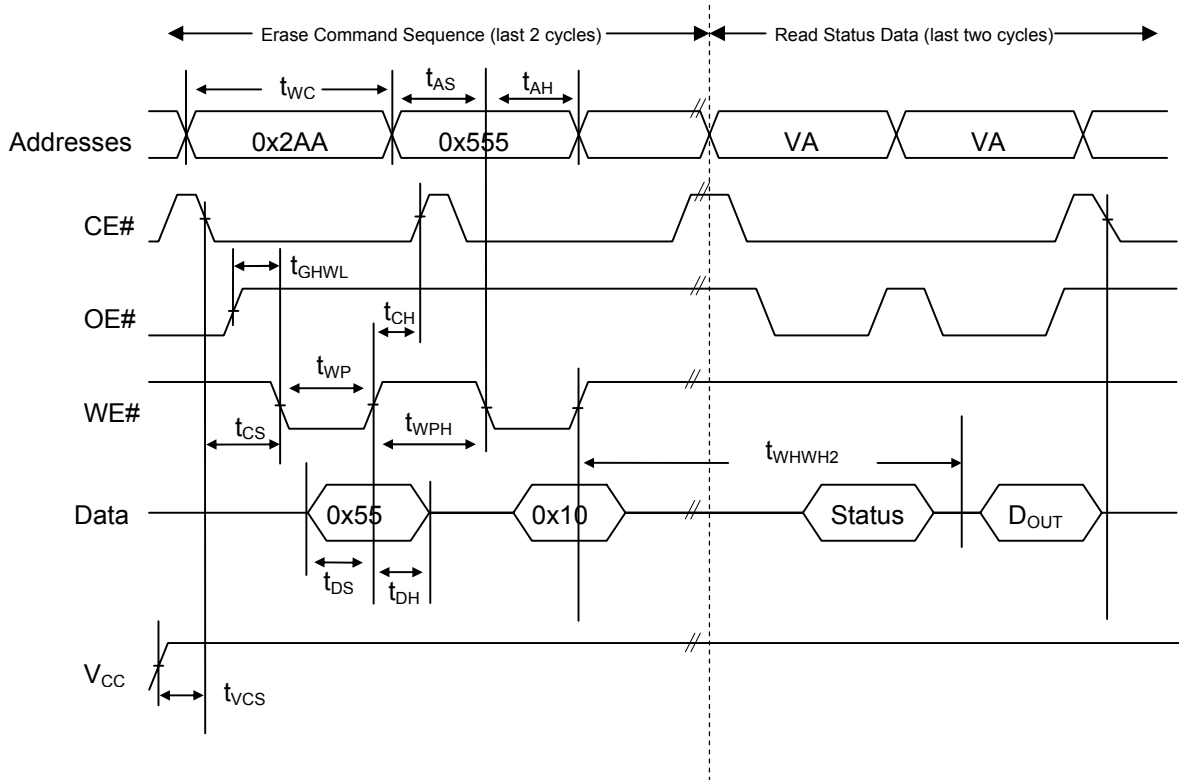 Erase Command Sequence (last 2 cycles) Read Status Data (last two cycles)
tWC tAS tAH
Addresses 0x2AA 0x555 VA VA
CE#
tGHWL
OE#
tCH
tWP
WE#
tCS tWPH
tWHWH2
Data 0x55 0x10 Status DOUT
tDS tDH
VCC
tVCS